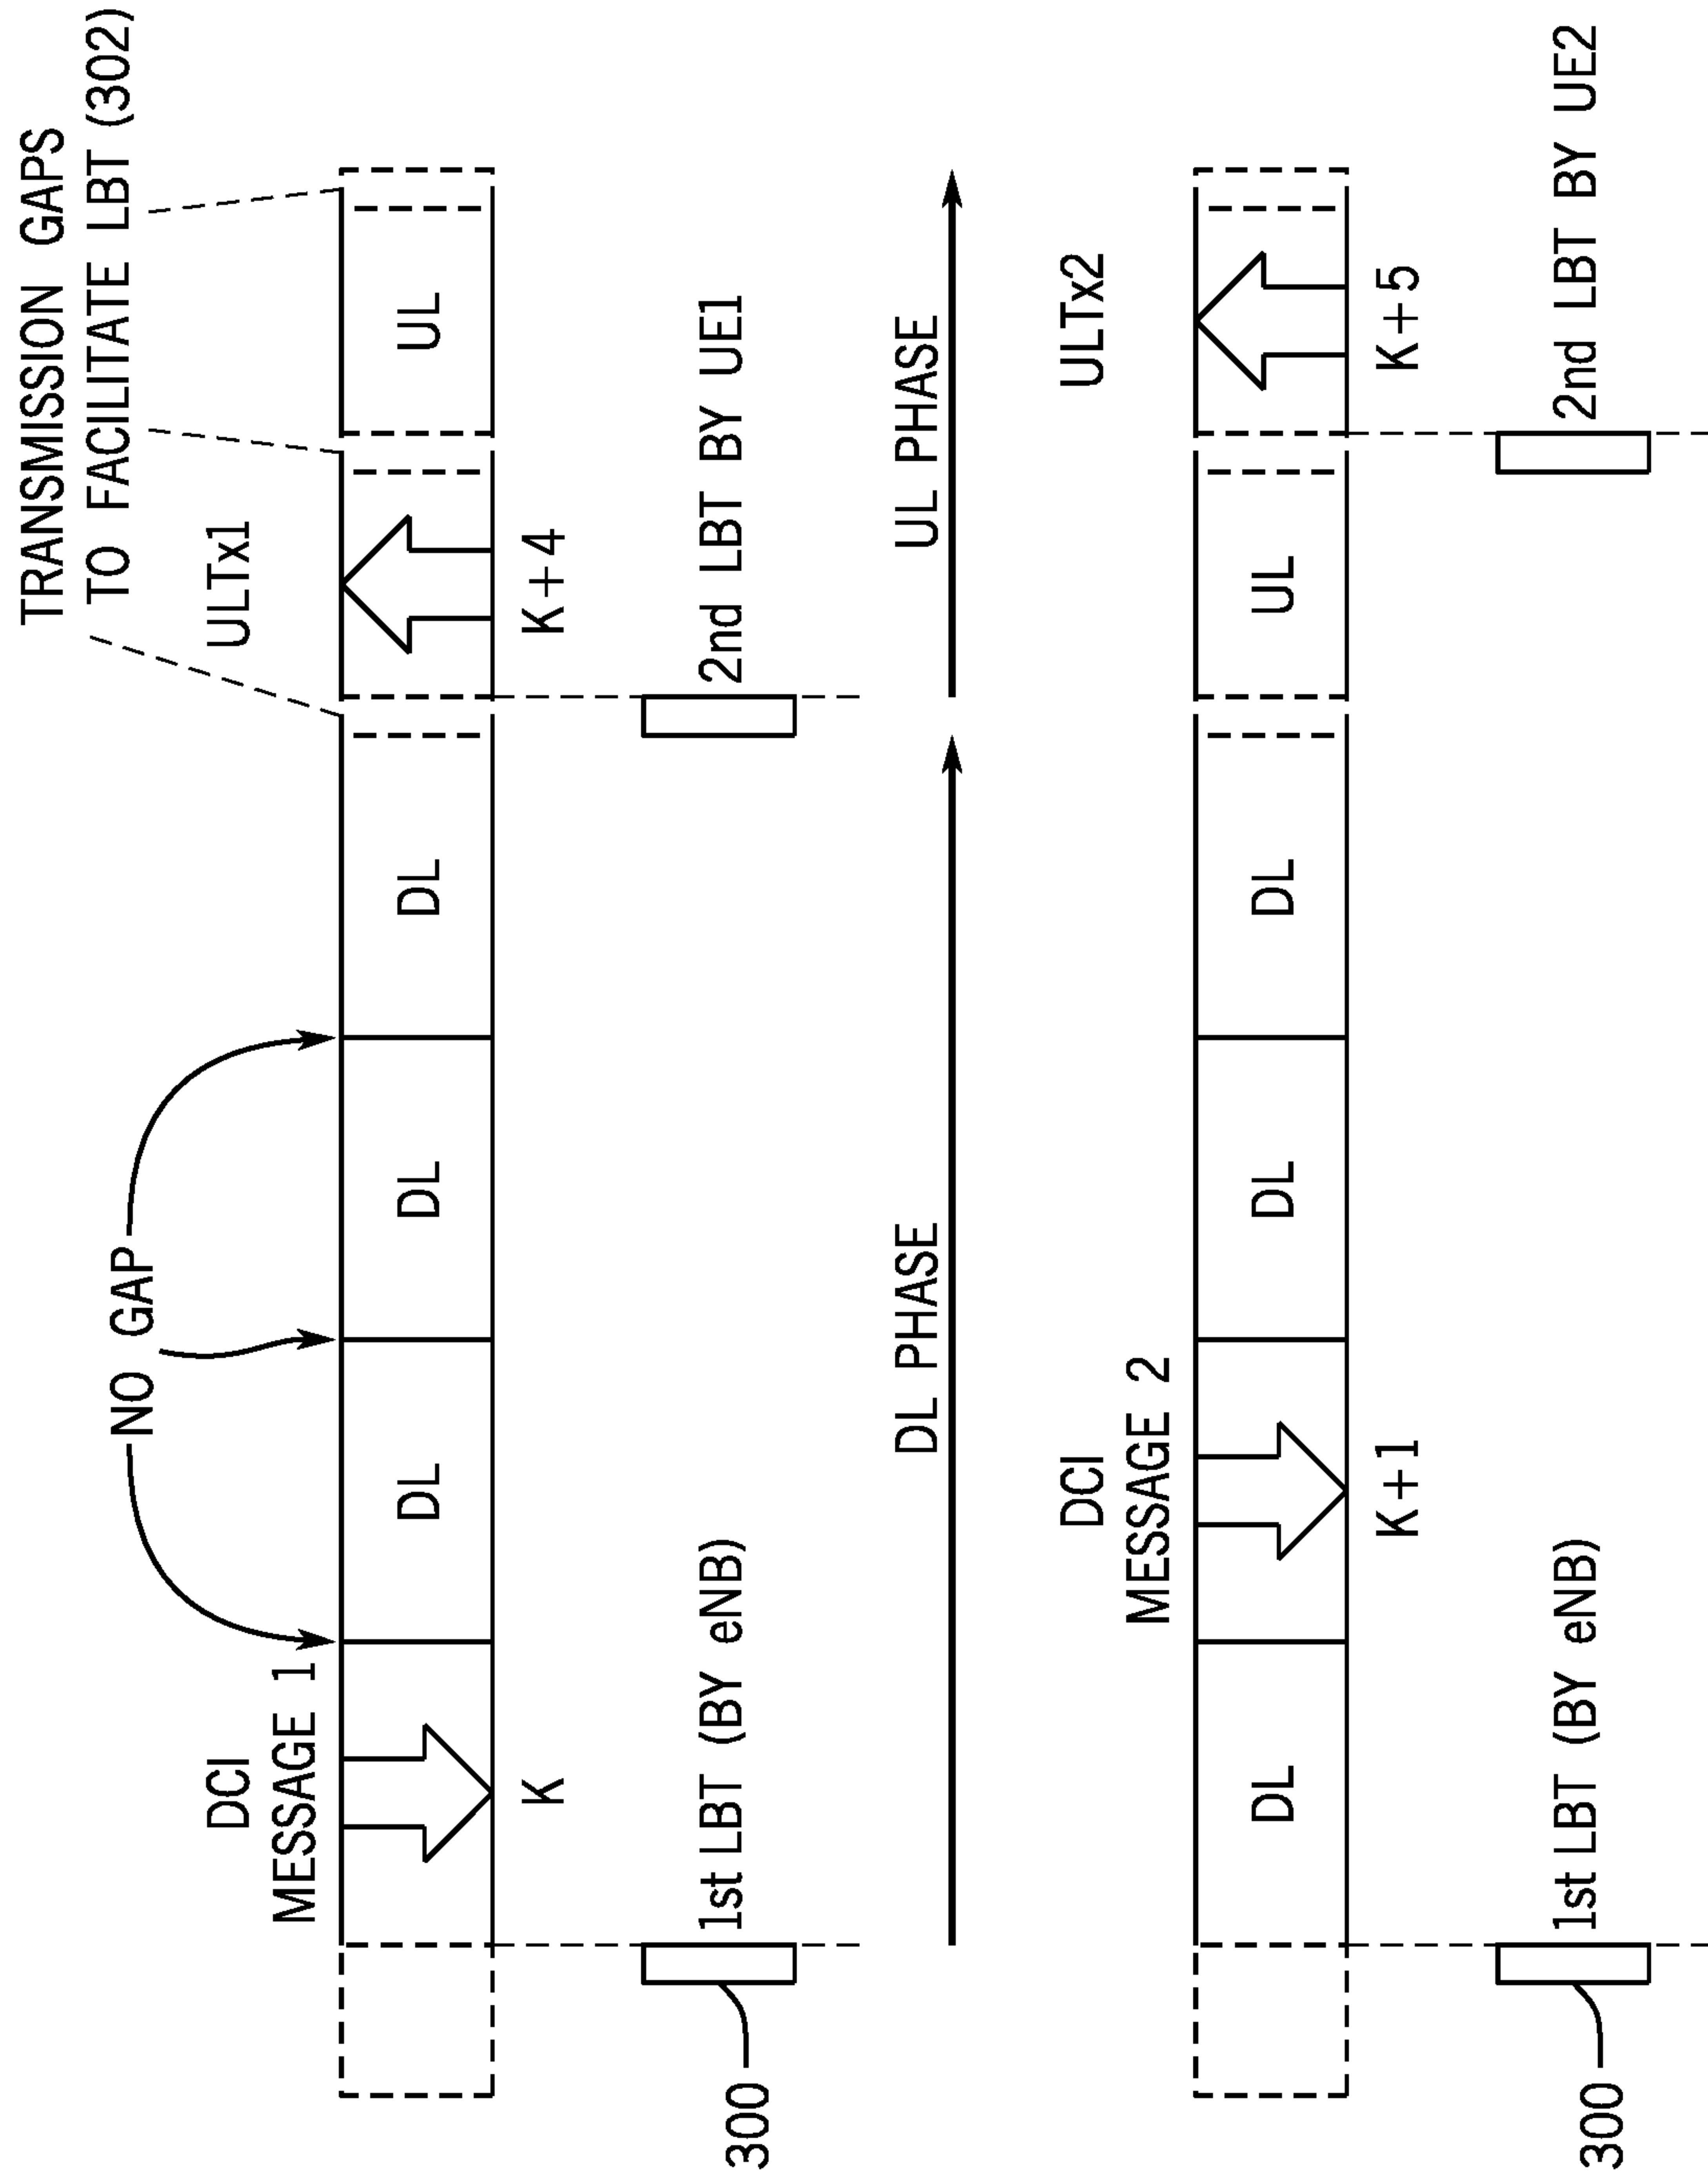 TRANSMISSION GAPS
TO FACILITATE LBT (302)
NO GAP
DCI
MESSAGE 1
ULTx1
DL
DL
DL
UL
K
K+4
300
1st LBT (BY eNB)
2nd LBT BY UE1
DL PHASE
UL PHASE
DCI
MESSAGE 2
ULTx2
DL
DL
DL
UL
K+1
K+5
300
1st LBT (BY eNB)
2nd LBT BY UE2